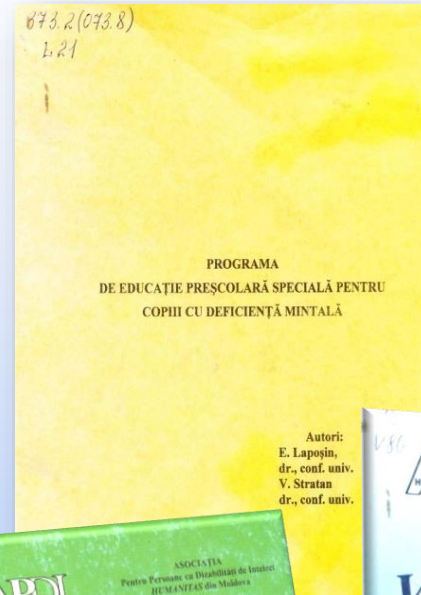 373.2(073.8)
L21
PROGRAMA
DE EDUCAȚIE PREȘCOLARĂ SPECIALĂ PENTRU
COPIII CU DEFICIENȚĂ MINTALĂ
Autori:
E. Lapoșin,
dr., conf. univ.
V. Stratan
dr., conf. univ.
ASOCIAȚIA
Pentru Persoane cu Dizabilități de Intelect
HUMANITAS din Moldova